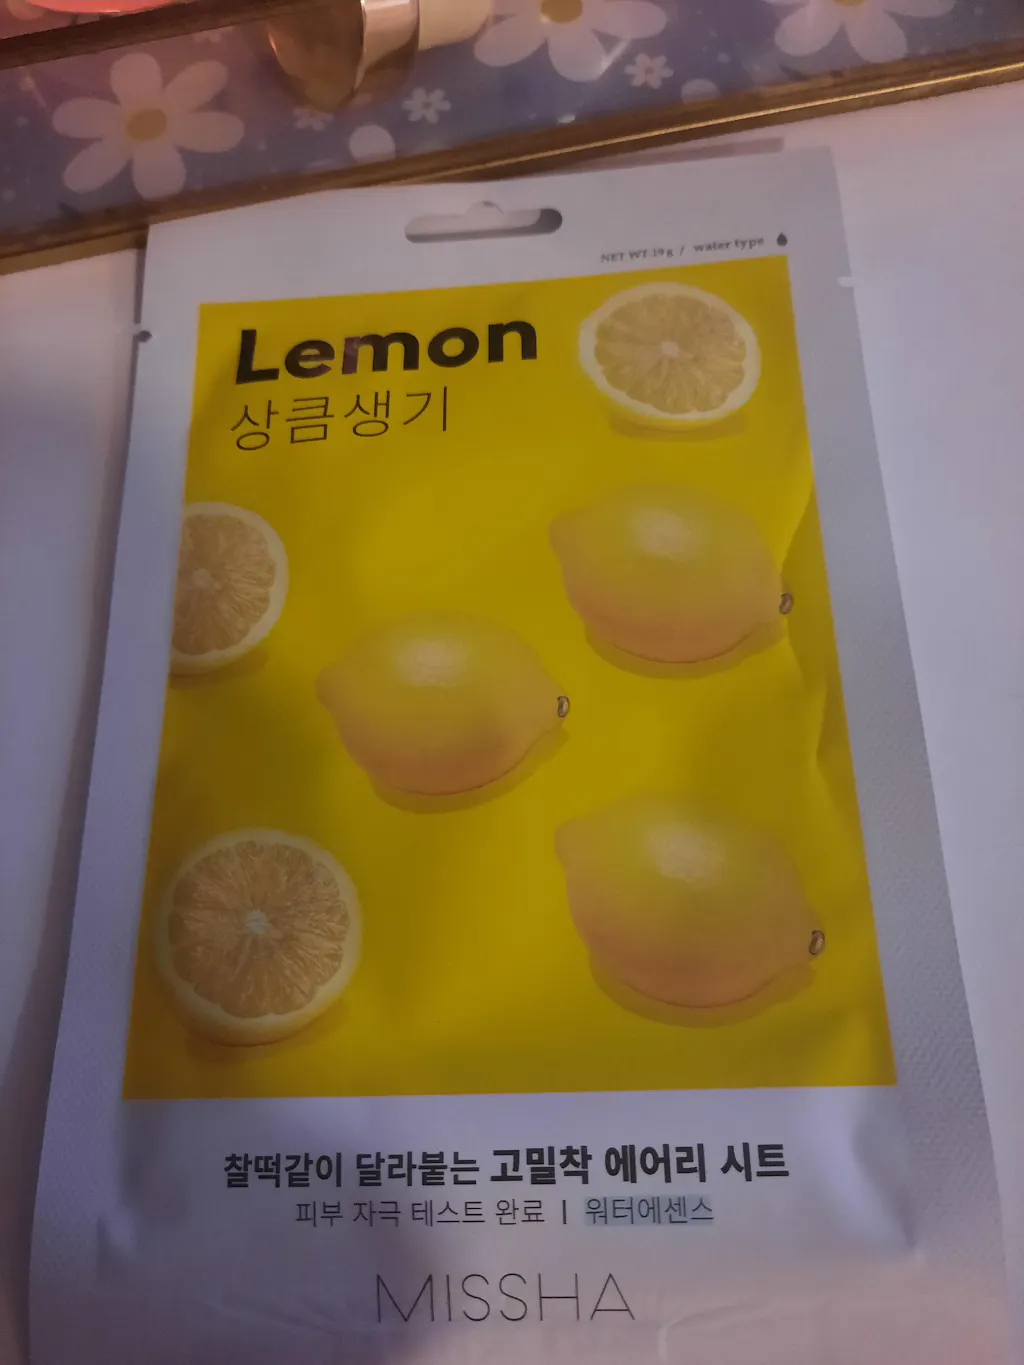 NET WT.19g / water type
Lemon
상큼생기
찰떡같이 달라붙는 고밀착 에어리 시트
피부 자극 테스트 완료 | 워터에센스
MISSHA